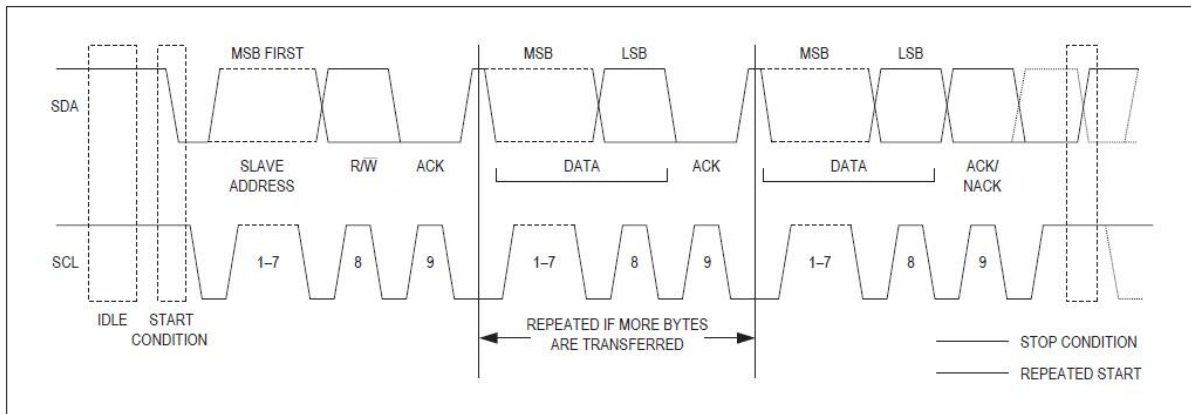 MSB FIRST
MSB
LSB
MSB
LSB
SDA
SLAVE
ADDRESS
R/W̅
ACK
DATA
ACK
DATA
ACK/
NACK
SCL
1–7
8
9
1–7
8
9
1–7
8
9
IDLE
START
CONDITION
REPEATED IF MORE BYTES
ARE TRANSFERRED
STOP CONDITION
REPEATED START